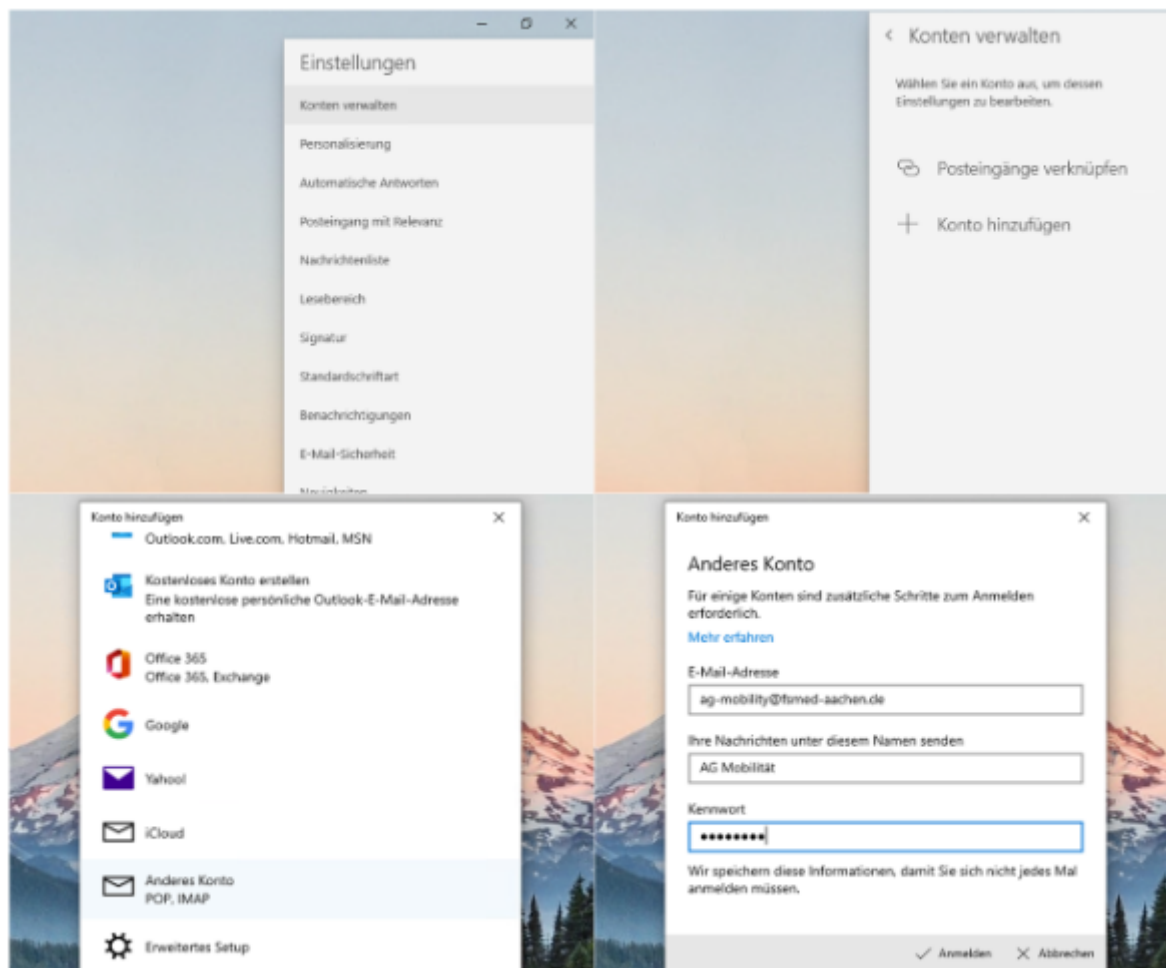 Einstellungen
Konten verwalten
Personalisierung
Automatische Antworten
Posteingang mit Relevanz
Nachrichtenliste
Lesebereich
Signatur
Standardschriftart
Benachrichtigungen
E-Mail-Sicherheit
Neuigkeiten
Konten verwalten
Wählen Sie ein Konto aus, um dessen
Einstellungen zu bearbeiten.
Posteingänge verknüpfen
Konto hinzufügen
Konto hinzufügen
Outlook.com, Live.com, Hotmail, MSN
Kostenloses Konto erstellen
Eine kostenlose persönliche Outlook-E-Mail-Adresse
erhalten
Office 365
Office 365, Exchange
Google
Yahoo!
iCloud
Anderes Konto
POP, IMAP
Erweitertes Setup
Konto hinzufügen
Anderes Konto
Für einige Konten sind zusätzliche Schritte zum Anmelden
erforderlich.
Mehr erfahren
E-Mail-Adresse
ag-mobility@fsmed-aachen.de
Ihre Nachrichten unter diesem Namen senden
AG Mobilität
Kennwort
••••••••
Wir speichern diese Informationen, damit Sie sich nicht jedes Mal
anmelden müssen.
Anmelden Abbrechen